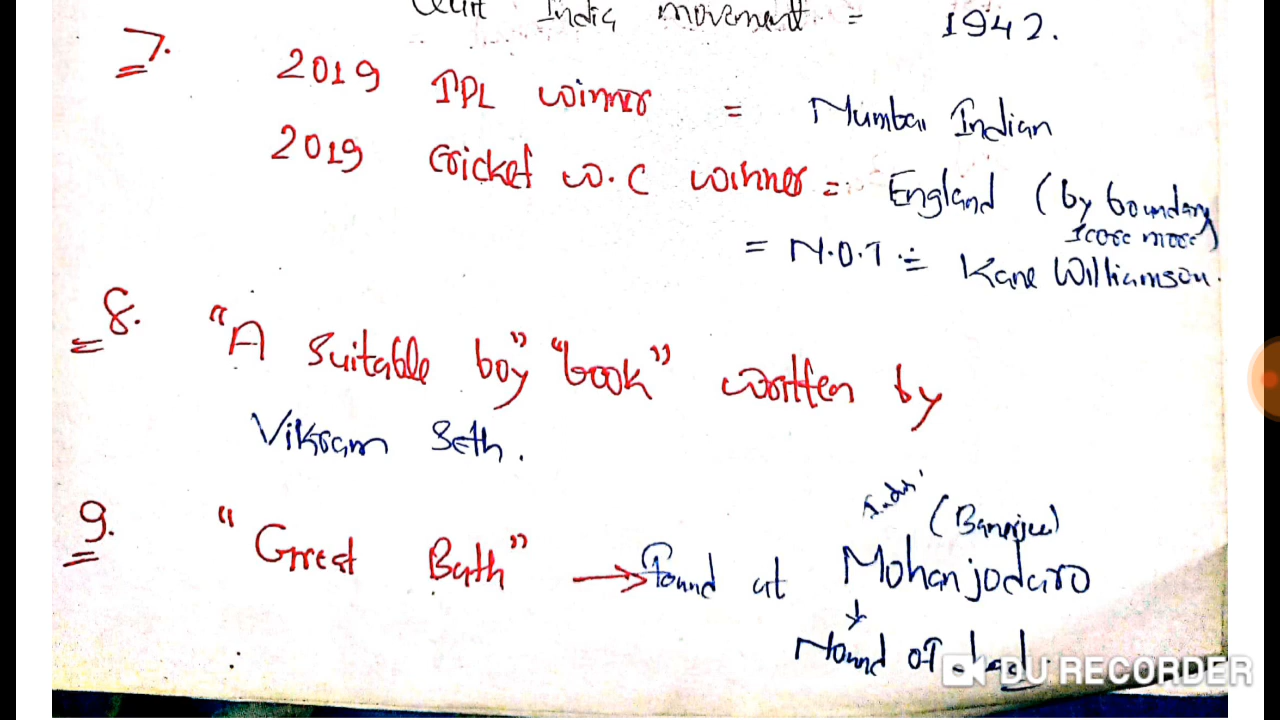 Quit India movement = 1942.
7. 2019 IPL winner = Mumbai Indian
2019 Cricket W.C winner = England (by boundary
score more)
= M.O.T = Kane Williamson.
8. "A Suitable boy" "book" written by
Vikram Seth.
9. "Great Bath" → Found at Mohanjodaro
Indus (Banerjee)
Mound OF dead
DU RECORDER